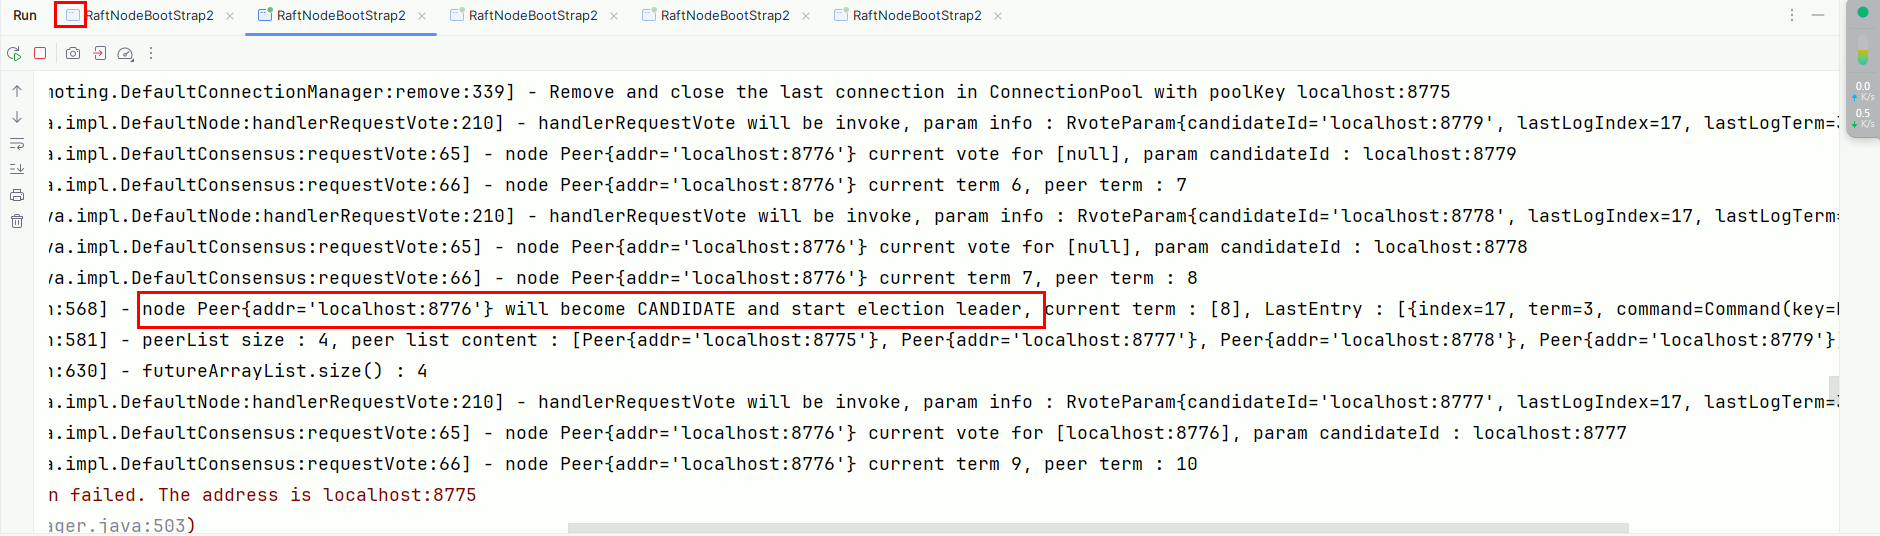 Run RaftNodeBootStrap2 RaftNodeBootStrap2 RaftNodeBootStrap2 RaftNodeBootStrap2 RaftNodeBootStrap2
moting.DefaultConnectionManager:remove:339] - Remove and close the last connection in ConnectionPool with poolKey localhost:8775
a.impl.DefaultNode:handlerRequestVote:210] - handlerRequestVote will be invoke, param info : RvoteParam{candidateId='localhost:8779', lastLogIndex=17, lastLogTerm=3
a.impl.DefaultConsensus:requestVote:65] - node Peer{addr='localhost:8776'} current vote for [null], param candidateId : localhost:8779
a.impl.DefaultConsensus:requestVote:66] - node Peer{addr='localhost:8776'} current term 6, peer term : 7
va.impl.DefaultNode:handlerRequestVote:210] - handlerRequestVote will be invoke, param info : RvoteParam{candidateId='localhost:8778', lastLogIndex=17, lastLogTerm=
va.impl.DefaultConsensus:requestVote:65] - node Peer{addr='localhost:8776'} current vote for [null], param candidateId : localhost:8778
va.impl.DefaultConsensus:requestVote:66] - node Peer{addr='localhost:8776'} current term 7, peer term : 8
n:568] - node Peer{addr='localhost:8776'} will become CANDIDATE and start election leader, current term : [8], LastEntry : [{index=17, term=3, command=Command(key=
n:581] - peerList size : 4, peer list content : [Peer{addr='localhost:8775'}, Peer{addr='localhost:8777'}, Peer{addr='localhost:8778'}, Peer{addr='localhost:8779'}]
n:630] - futureArrayList.size() : 4
a.impl.DefaultNode:handlerRequestVote:210] - handlerRequestVote will be invoke, param info : RvoteParam{candidateId='localhost:8777', lastLogIndex=17, lastLogTerm=3
a.impl.DefaultConsensus:requestVote:65] - node Peer{addr='localhost:8776'} current vote for [localhost:8776], param candidateId : localhost:8777
a.impl.DefaultConsensus:requestVote:66] - node Peer{addr='localhost:8776'} current term 9, peer term : 10
n failed. The address is localhost:8775
ager.java:503)
0.0
K/s
0.5
K/s